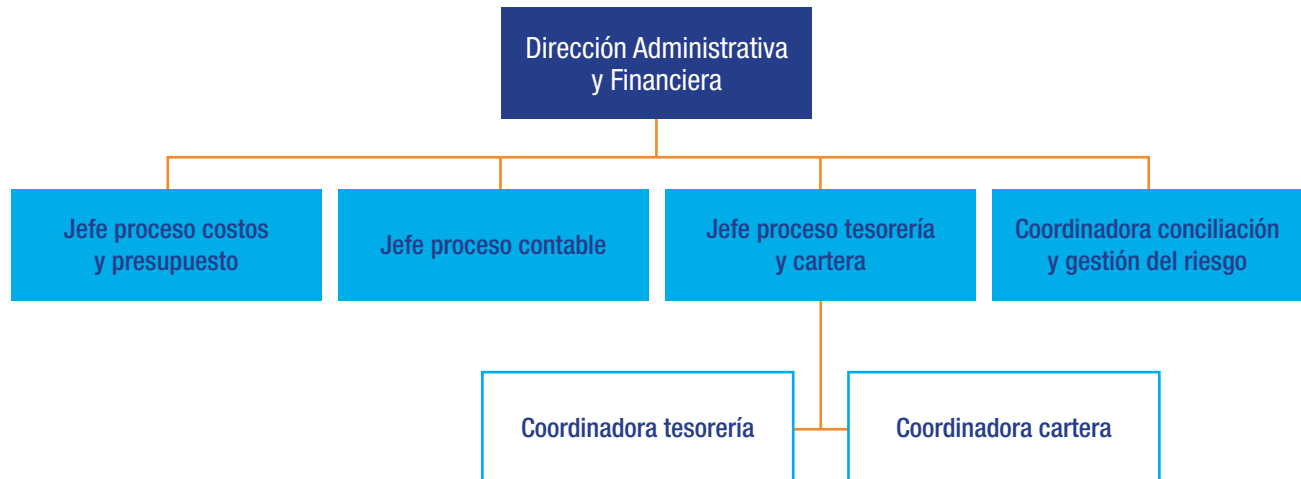 Dirección Administrativa
y Financiera
Jefe proceso costos
y presupuesto
Jefe proceso contable
Jefe proceso tesorería
y cartera
Coordinadora conciliación
y gestión del riesgo
Coordinadora tesorería
Coordinadora cartera